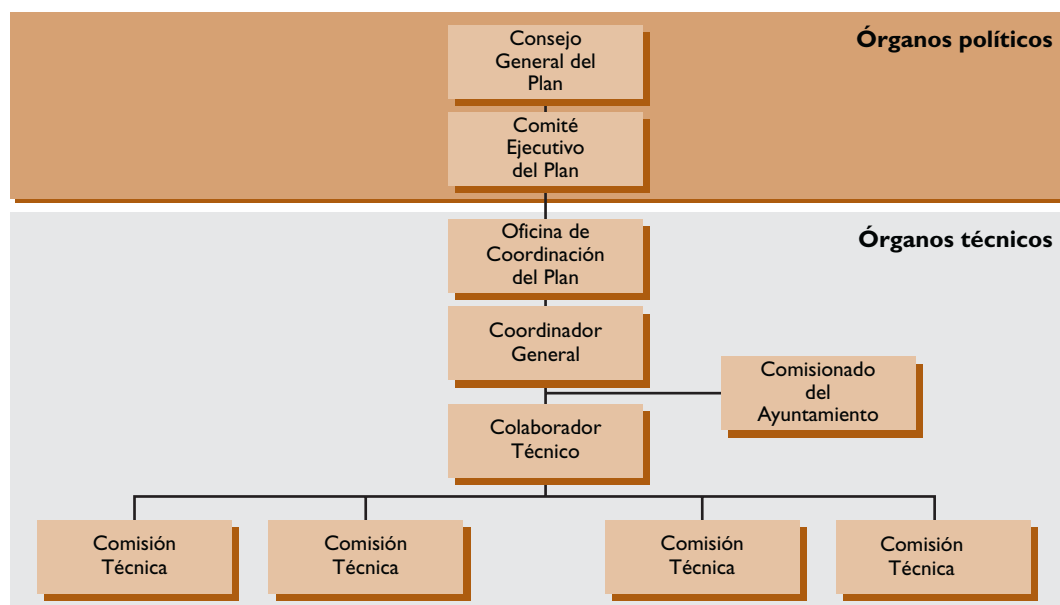 Órganos políticos
Consejo
General del
Plan
Comité
Ejecutivo
del Plan
Órganos técnicos
Oficina de
Coordinación
del Plan
Coordinador
General
Comisionado
del
Ayuntamiento
Colaborador
Técnico
Comisión
Técnica
Comisión
Técnica
Comisión
Técnica
Comisión
Técnica